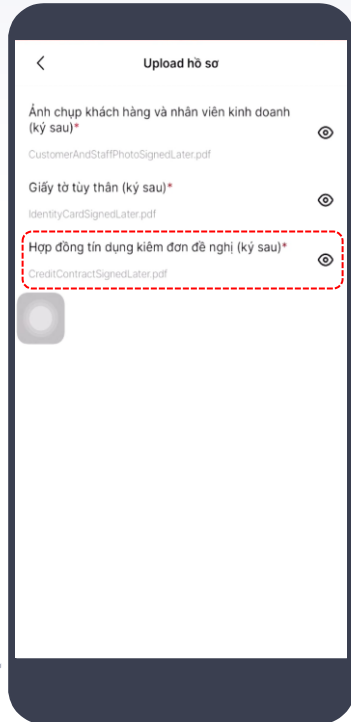 Upload hồ sơ
Ảnh chụp khách hàng và nhân viên kinh doanh
(ký sau)*
CustomerAndStaffPhotoSignedLater.pdf
Giấy tờ tùy thân (ký sau)*
IdentityCardSignedLater.pdf
Hợp đồng tín dụng kiêm đơn đề nghị (ký sau)*
CreditContractSignedLater.pdf